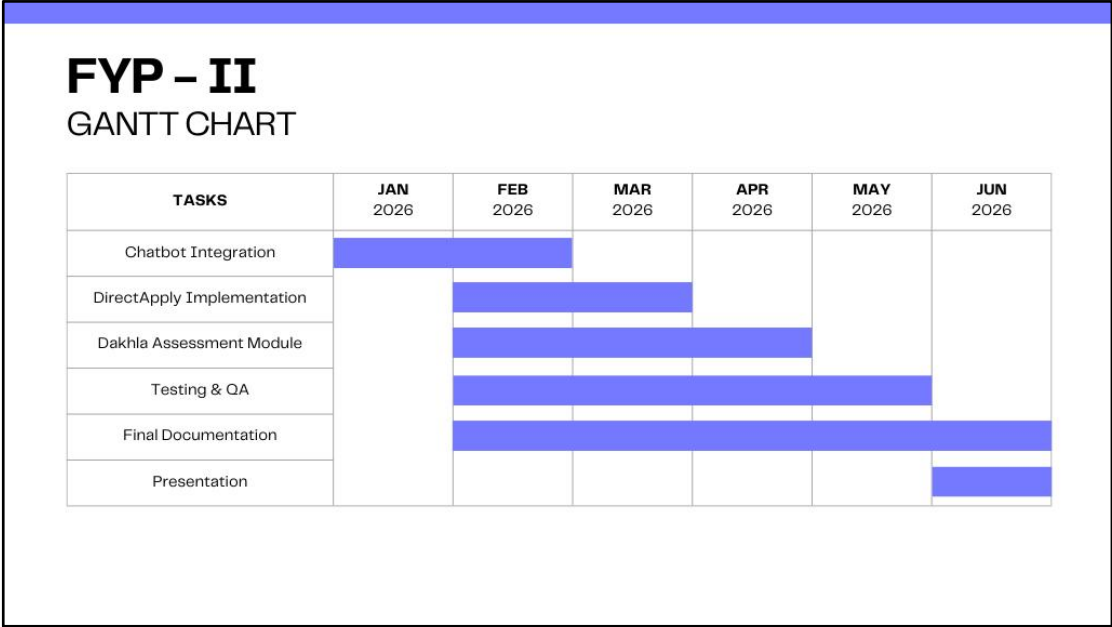 FYP – II
GANTT CHART
TASKS
JAN
2026
FEB
2026
MAR
2026
APR
2026
MAY
2026
JUN
2026
Chatbot Integration
DirectApply Implementation
Dakhla Assessment Module
Testing & QA
Final Documentation
Presentation